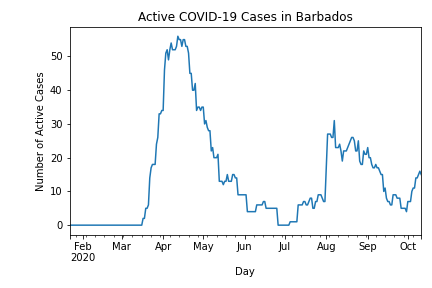 Active COVID-19 Cases in Barbados
Number of Active Cases
50
40
30
20
10
0
Feb Mar Apr May Jun Jul Aug Sep Oct
2020
Day